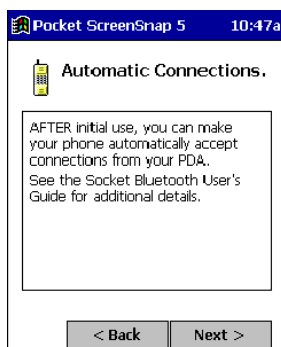 Pocket ScreenSnap 5 10:47a
Automatic Connections.
AFTER initial use, you can make
your phone automatically accept
connections from your PDA.
See the Socket Bluetooth User's
Guide for additional details.
< Back Next >